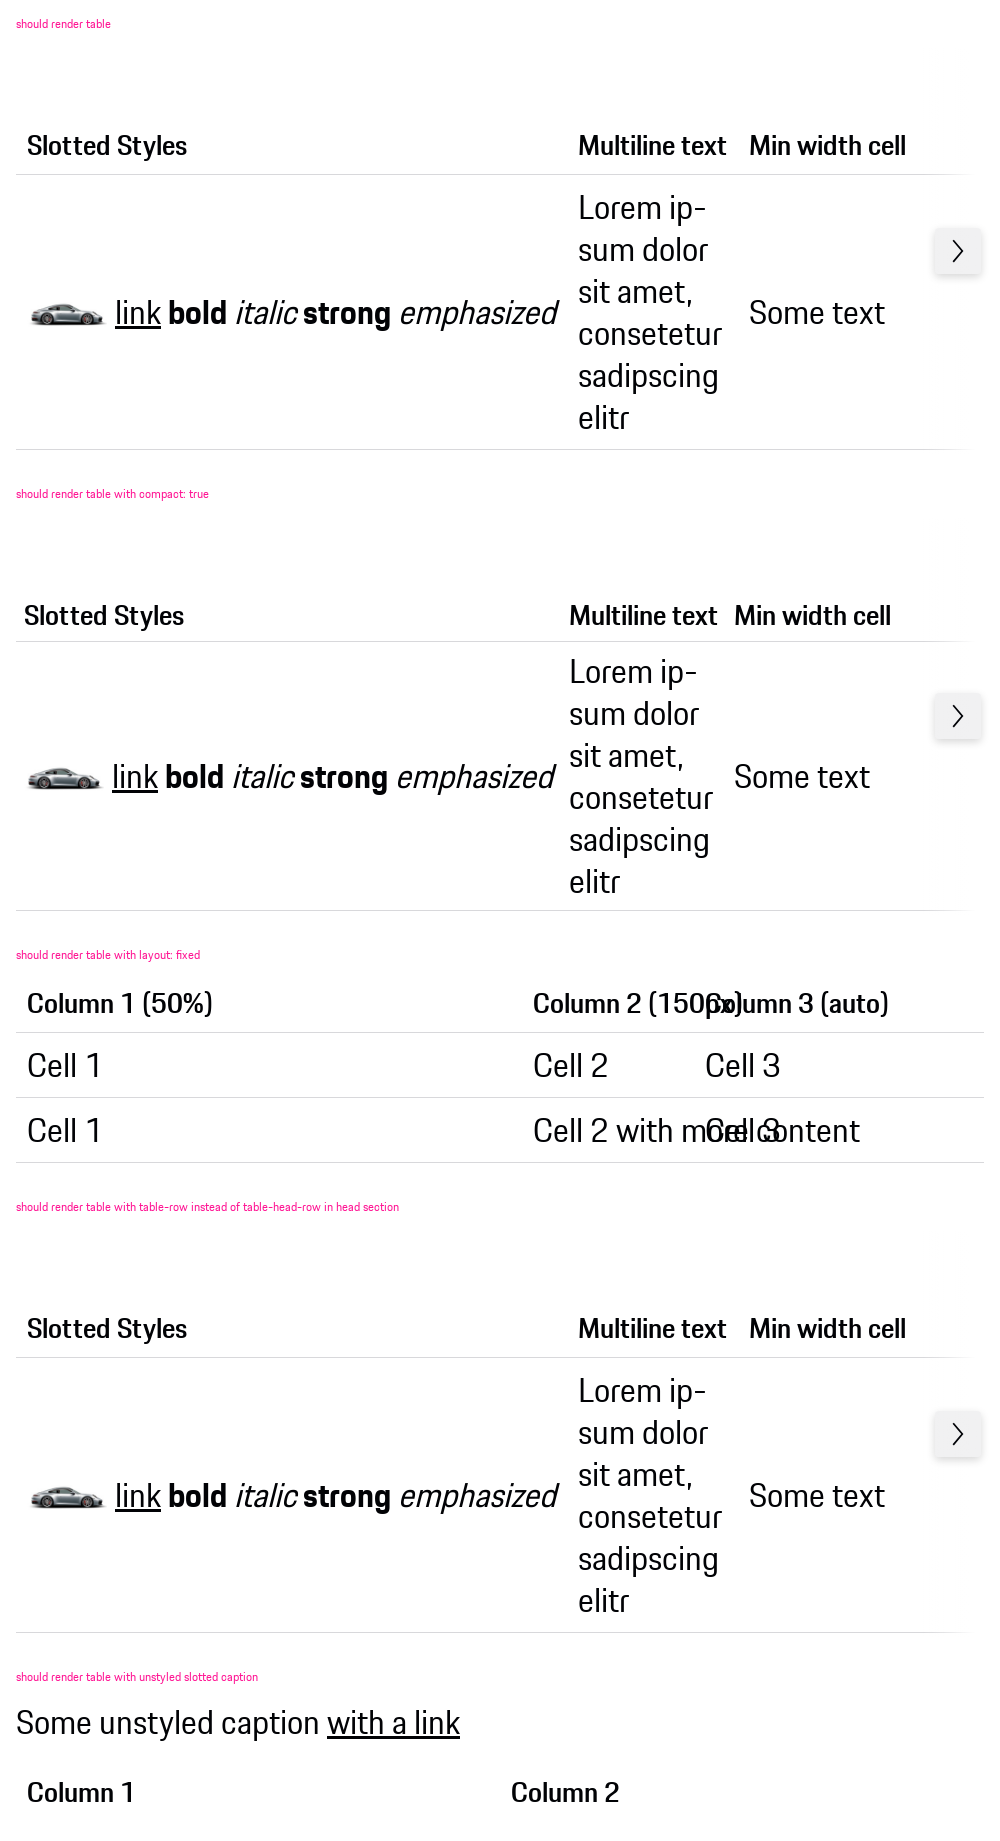 should render table
Slotted Styles Multiline text Min width cell
Lorem ip-
sum dolor
sit amet,
link bold italic strong emphasized consetetur Some text
sadipscing
elitr
should render table with compact: true
Slotted Styles Multiline text Min width cell
Lorem ip-
sum dolor
sit amet,
link bold italic strong emphasized consetetur Some text
sadipscing
elitr
should render table with layout: fixed
Column 1 (50%) Column 2 (150px) Column 3 (auto)
Cell 1 Cell 2 Cell 3
Cell 1 Cell 2 with more content Cell 3
should render table with table-row instead of table-head-row in head section
Slotted Styles Multiline text Min width cell
Lorem ip-
sum dolor
sit amet,
link bold italic strong emphasized consetetur Some text
sadipscing
elitr
should render table with unstyled slotted caption
Some unstyled caption with a link
Column 1 Column 2